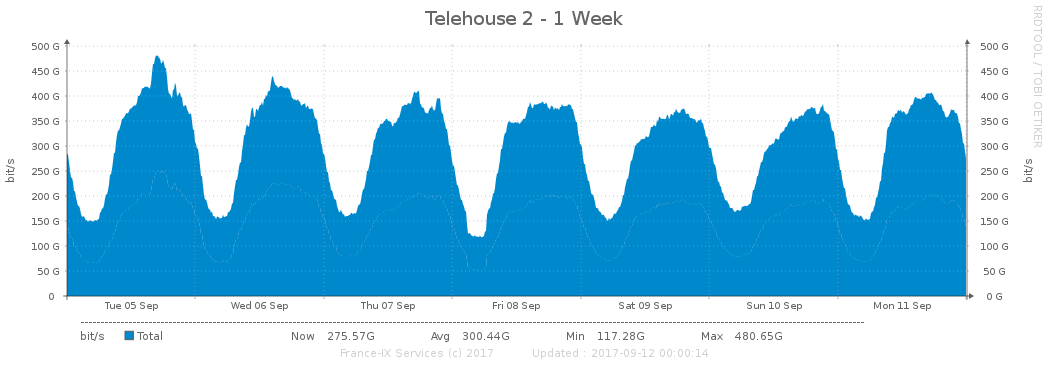 Telehouse 2 - 1 Week
RRDTOOL / TOBI OETIKER
500 G 500 G
450 G 450 G
400 G 400 G
350 G 350 G
300 G 300 G
250 G 250 G
200 G 200 G
150 G 150 G
100 G 100 G
50 G 50 G
0 0 G
bit/s bit/s
Tue 05 Sep Wed 06 Sep Thu 07 Sep Fri 08 Sep Sat 09 Sep Sun 10 Sep Mon 11 Sep
bit/s Total Now 275.57G Avg 300.44G Min 117.28G Max 480.65G
France-IX Services (c) 2017 Updated : 2017-09-12 00:00:14